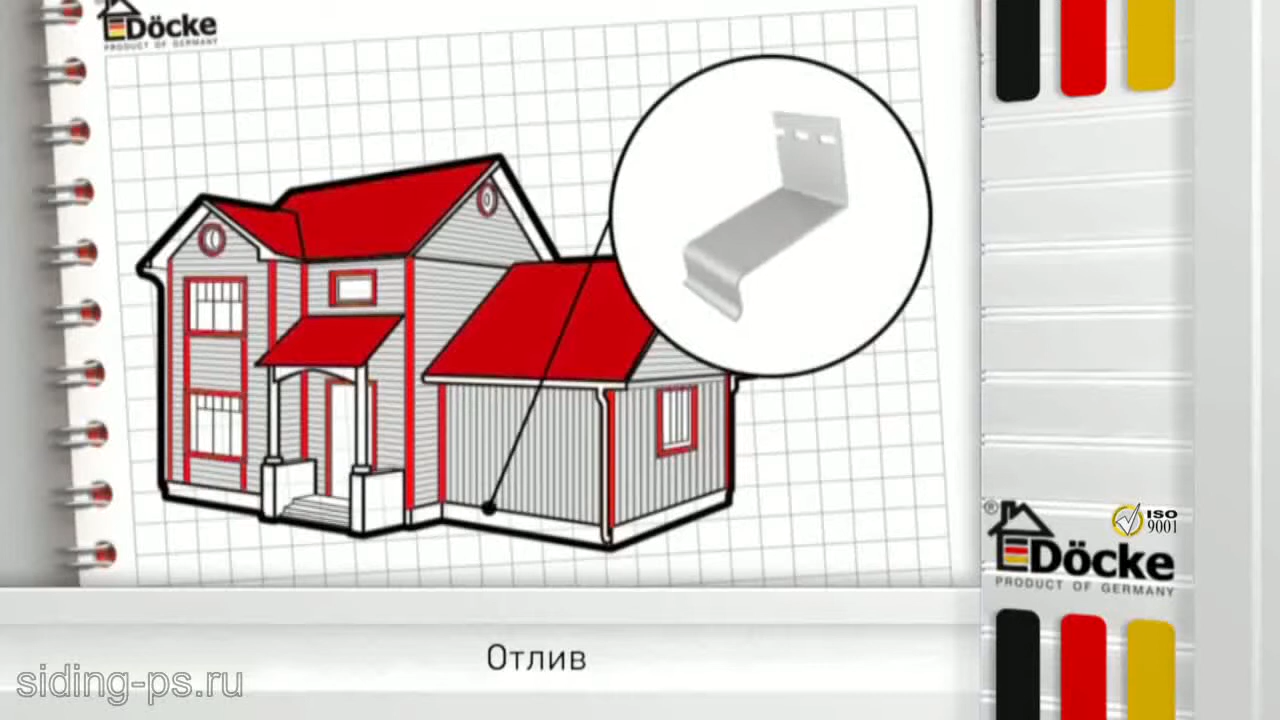 Döcke
PRODUCT OF GERMANY
®
ISO
9001
Döcke
PRODUCT OF GERMANY
Отлив
siding-ps.ru